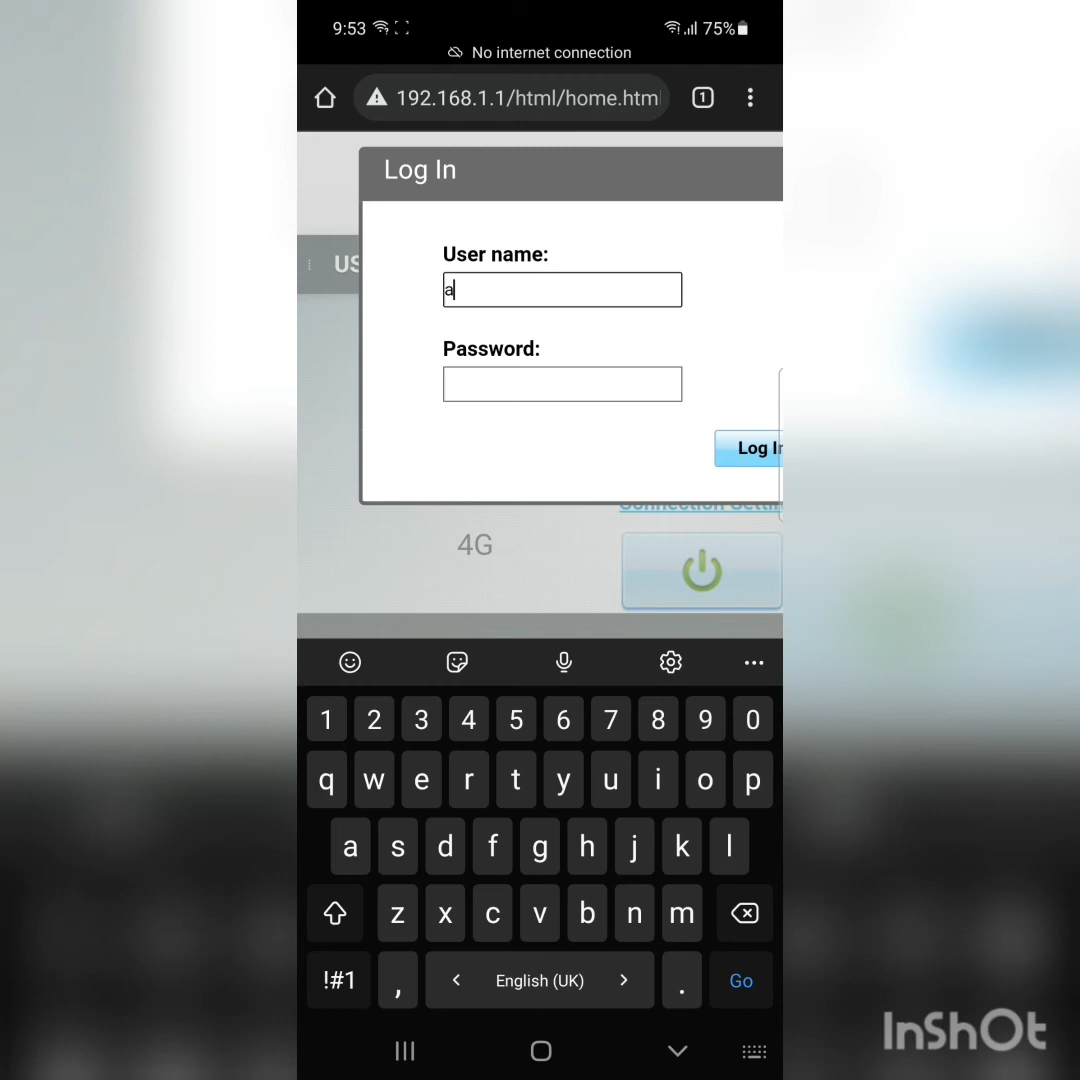 9:53
75%
No internet connection
192.168.1.1/html/home.html
1
Log In
User name:
a
Password:
Log In
4G
1 2 3 4 5 6 7 8 9 0
q w e r t y u i o p
a s d f g h j k l
z x c v b n m
!#1 , < English (UK) > . Go
InShOt